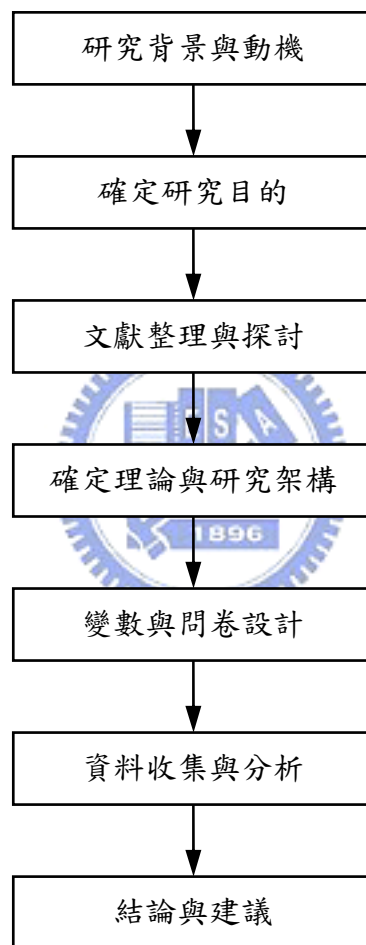 研究背景與動機
確定研究目的
文獻整理與探討
E S A
確定理論與研究架構
1896
變數與問卷設計
資料收集與分析
結論與建議